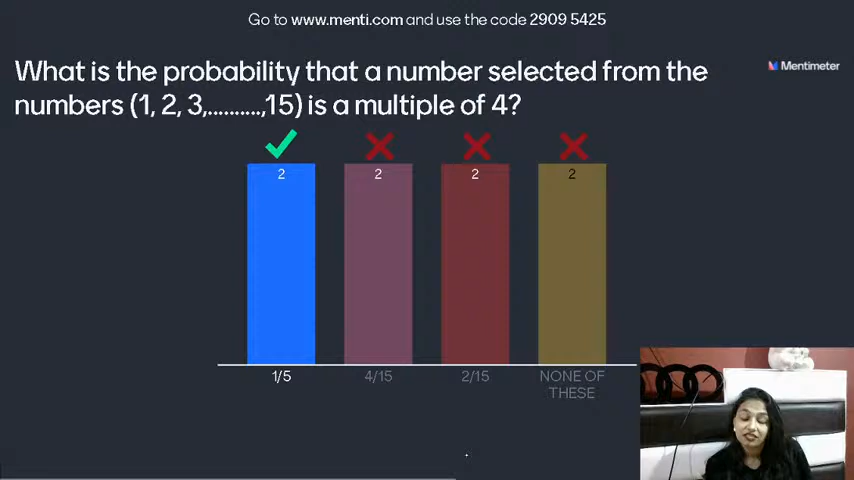 Go to www.menti.com and use the code 2909 5425
What is the probability that a number selected from the
numbers (1, 2, 3,..........,15) is a multiple of 4?
Mentimeter
2
2
2
2
1/5
4/15
2/15
NONE OF
THESE